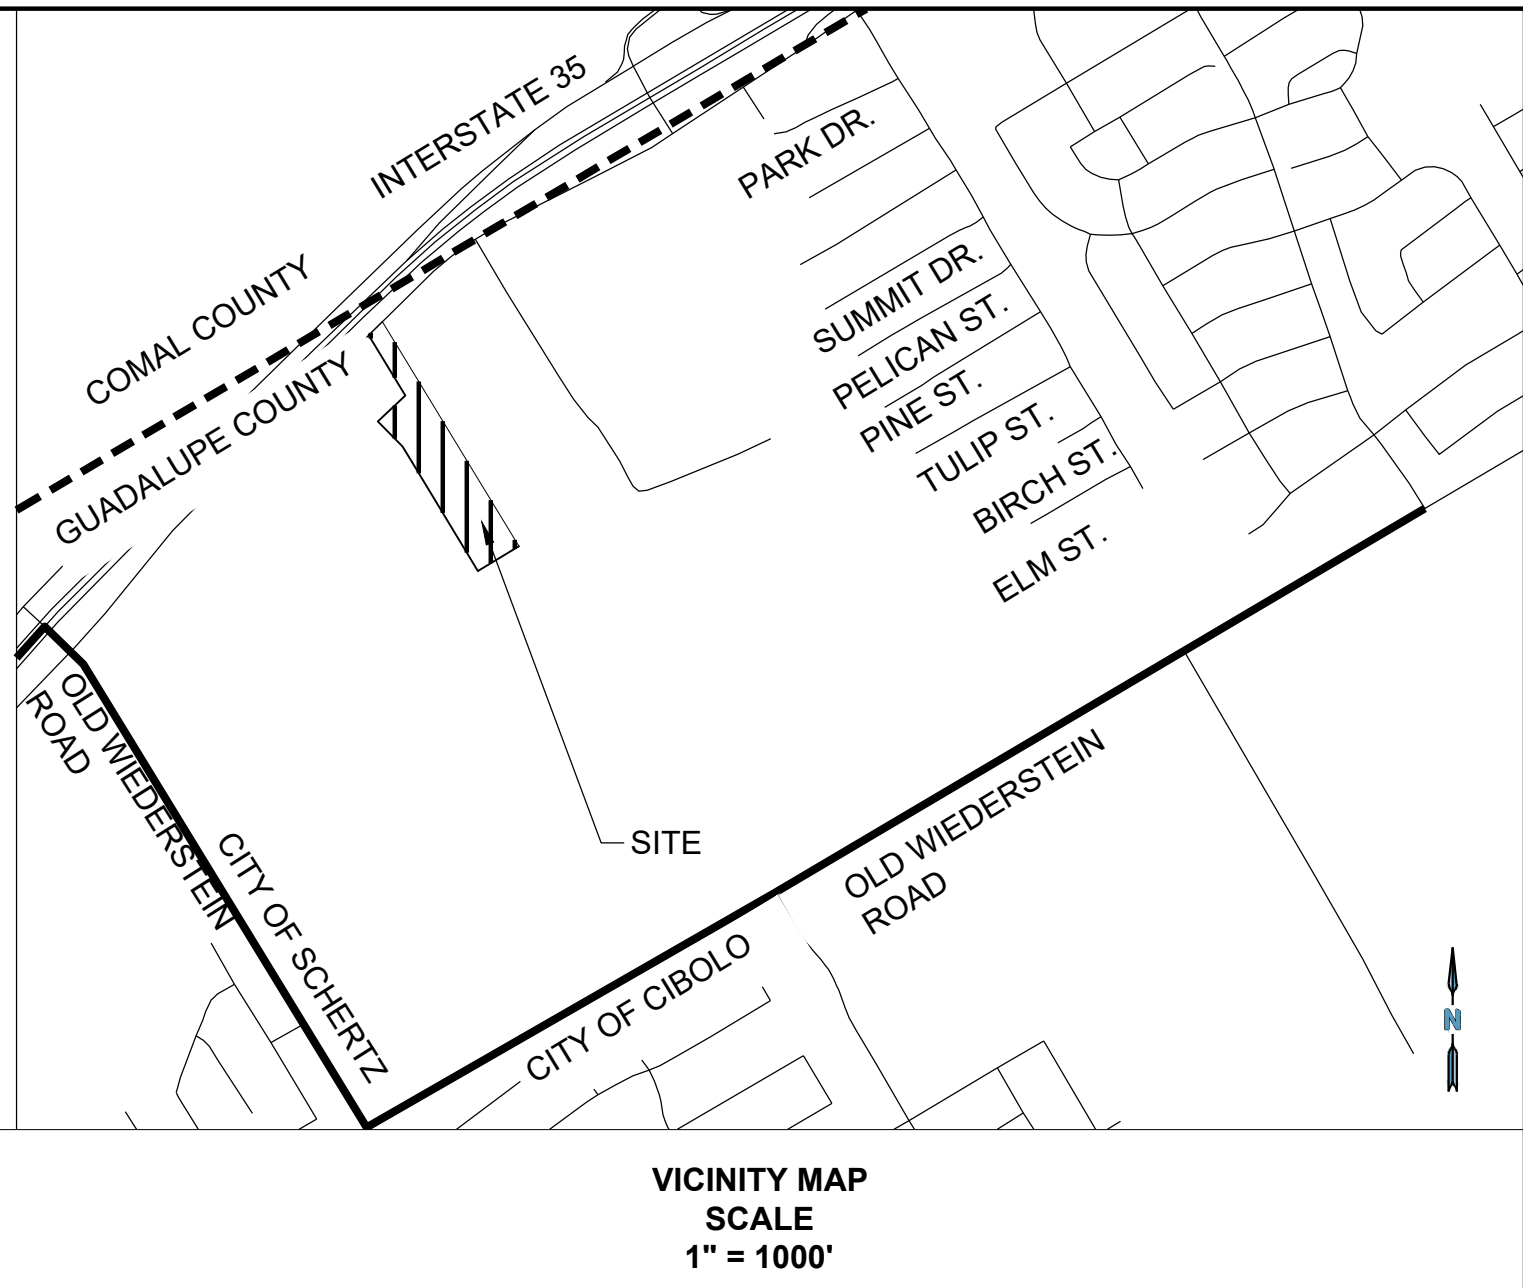 INTERSTATE 35
PARK DR.
COMAL COUNTY
GUADALUPE COUNTY
SUMMIT DR.
PELICAN ST.
PINE ST.
TULIP ST.
BIRCH ST.
ELM ST.
OLD WIEDERSTEIN
ROAD
CITY OF SCHERTZ
SITE
OLD WIEDERSTEIN
ROAD
CITY OF CIBOLO
N
VICINITY MAP
SCALE
1" = 1000'